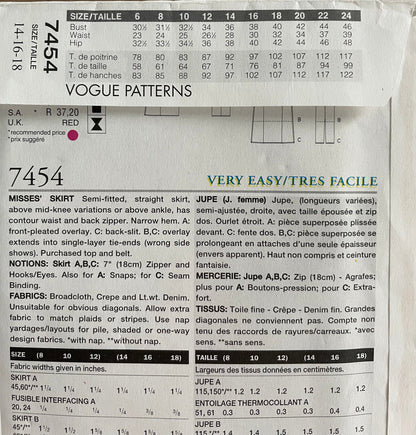 7454
SIZE/TAILLE
14-16-18
SIZE/TAILLE 6 8 10 12 14 16 18 20 22 24
Bust 30½ 31½ 32½ 34 36 38 40 42 44 46
Waist 23 24 25 26½ 28 30 32 34 37 39
Hip 32½ 33½ 34½ 36 38 40 42 44 46 48
T. de poitrine 78 80 83 87 92 97 102 107 112 117
T. de taille 58 61 64 67 71 76 81 87 94 99
T. de hanches 83 85 88 92 97 102 107 112 117 122
VOGUE PATTERNS
S.A. R 37,20
U.K. RED
*recommended price
*prix suggéré
B
C
B
C
7454 VERY EASY/TRES FACILE
MISSES' SKIRT Semi-fitted, straight skirt,
above mid-knee variations or above ankle, has
contour waist and back zipper. Narrow hem. A:
front-pleated overlay. C: back-slit. B,C: overlay
extends into single-layer tie-ends (wrong side
shows). Purchased top and belt.
NOTIONS: Skirt A,B,C: 7" (18cm) Zipper and
Hooks/Eyes. Also for A: Snaps; for C: Seam
Binding.
FABRICS: Broadcloth, Crepe and Lt.wt. Denim.
Unsuitable for obvious diagonals. Allow extra
fabric to match plaids or stripes. Use nap
yardages/layouts for pile, shaded or one-way
design fabrics. *with nap. **without nap.
JUPE (J. femme) Jupe, (longueurs variées),
semi-ajustée, droite, avec taille épousée et zip
dos. Ourlet étroit. A: pièce superposée plissée
devant. C: fente dos. B,C: pièce superposée se
prolongeant en attaches d'une seule épaisseur
(envers apparent). Haut non compris et ceinture
fantaisie.
MERCERIE: Jupe A,B,C: Zip (18cm) - Agrafes;
plus pour A: Boutons-pression; pour C: Extra-
fort.
TISSUS: Toile fine - Crêpe - Denim fin. Grandes
diagonales ne conviennent pas. Compte non
tenu des raccords de rayures/carreaux. *avec
sens. **sans sens.
SIZE (8 10 12) (14 16 18)
Fabric widths given in inches.
SKIRT A
45,60*/** 1¼ 1¼ 1¼ 1¼ 1¼ 1¼
FUSIBLE INTERFACING A
20, 24 ¼ ¼ ¼ ¼ ⅜ ⅜
SKIRT B
TAILLE (8 10 12) (14 16 18)
Largeurs des tissus données en centimètres.
JUPE A
115,150*/** 1.2 1.2 1.2 1.2 1.2 1.2
ENTOILAGE THERMOCOLLANT A
51, 61 0.3 0.3 0.3 0.3 0.4 0.4
JUPE B